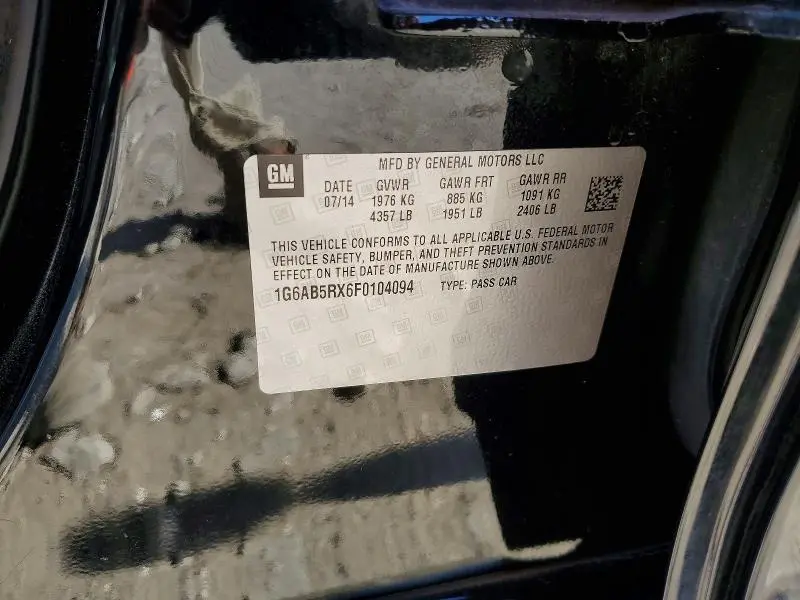 GM
MFD BY GENERAL MOTORS LLC
DATE GVWR GAWR FRT GAWR RR
07/14 1976 KG 885 KG 1091 KG
4357 LB 1951 LB 2406 LB
THIS VEHICLE CONFORMS TO ALL APPLICABLE U.S. FEDERAL MOTOR
VEHICLE SAFETY, BUMPER, AND THEFT PREVENTION STANDARDS IN
EFFECT ON THE DATE OF MANUFACTURE SHOWN ABOVE.
1G6AB5RX6F0104094 TYPE: PASS CAR